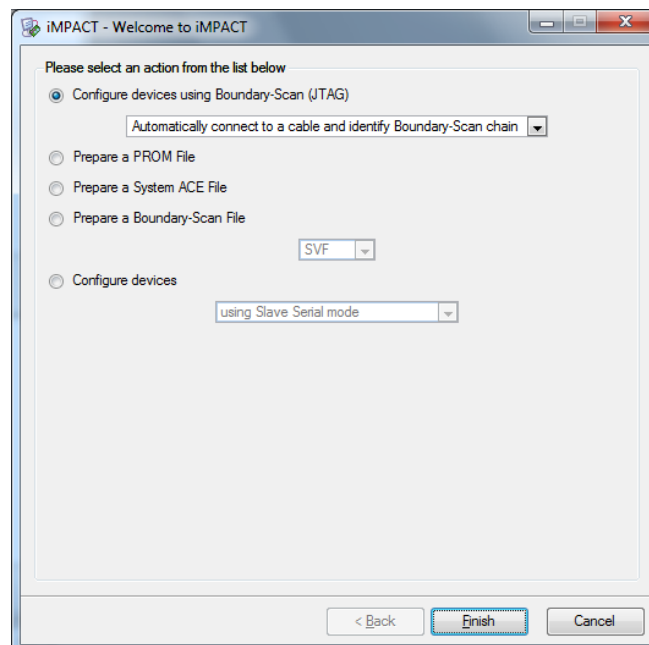 iMPACT - Welcome to iMPACT
Please select an action from the list below
Configure devices using Boundary-Scan (JTAG)
Automatically connect to a cable and identify Boundary-Scan chain
Prepare a PROM File
Prepare a System ACE File
Prepare a Boundary-Scan File
SVF
Configure devices
using Slave Serial mode
< Back Finish Cancel